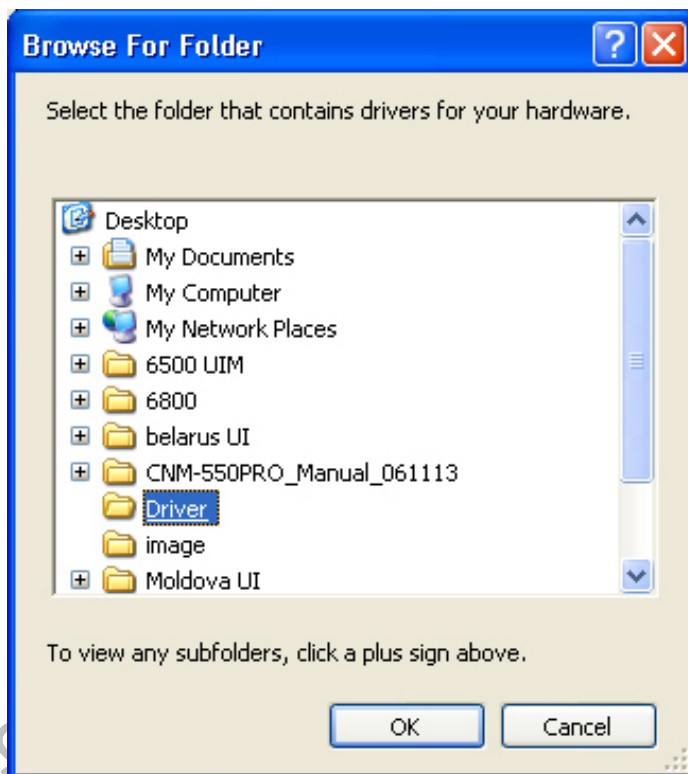 Browse For Folder
Select the folder that contains drivers for your hardware.
Desktop
My Documents
My Computer
My Network Places
6500 UIM
6800
belarus UI
CNM-550PRO_Manual_061113
Driver
image
Moldova UI
To view any subfolders, click a plus sign above.
OK Cancel